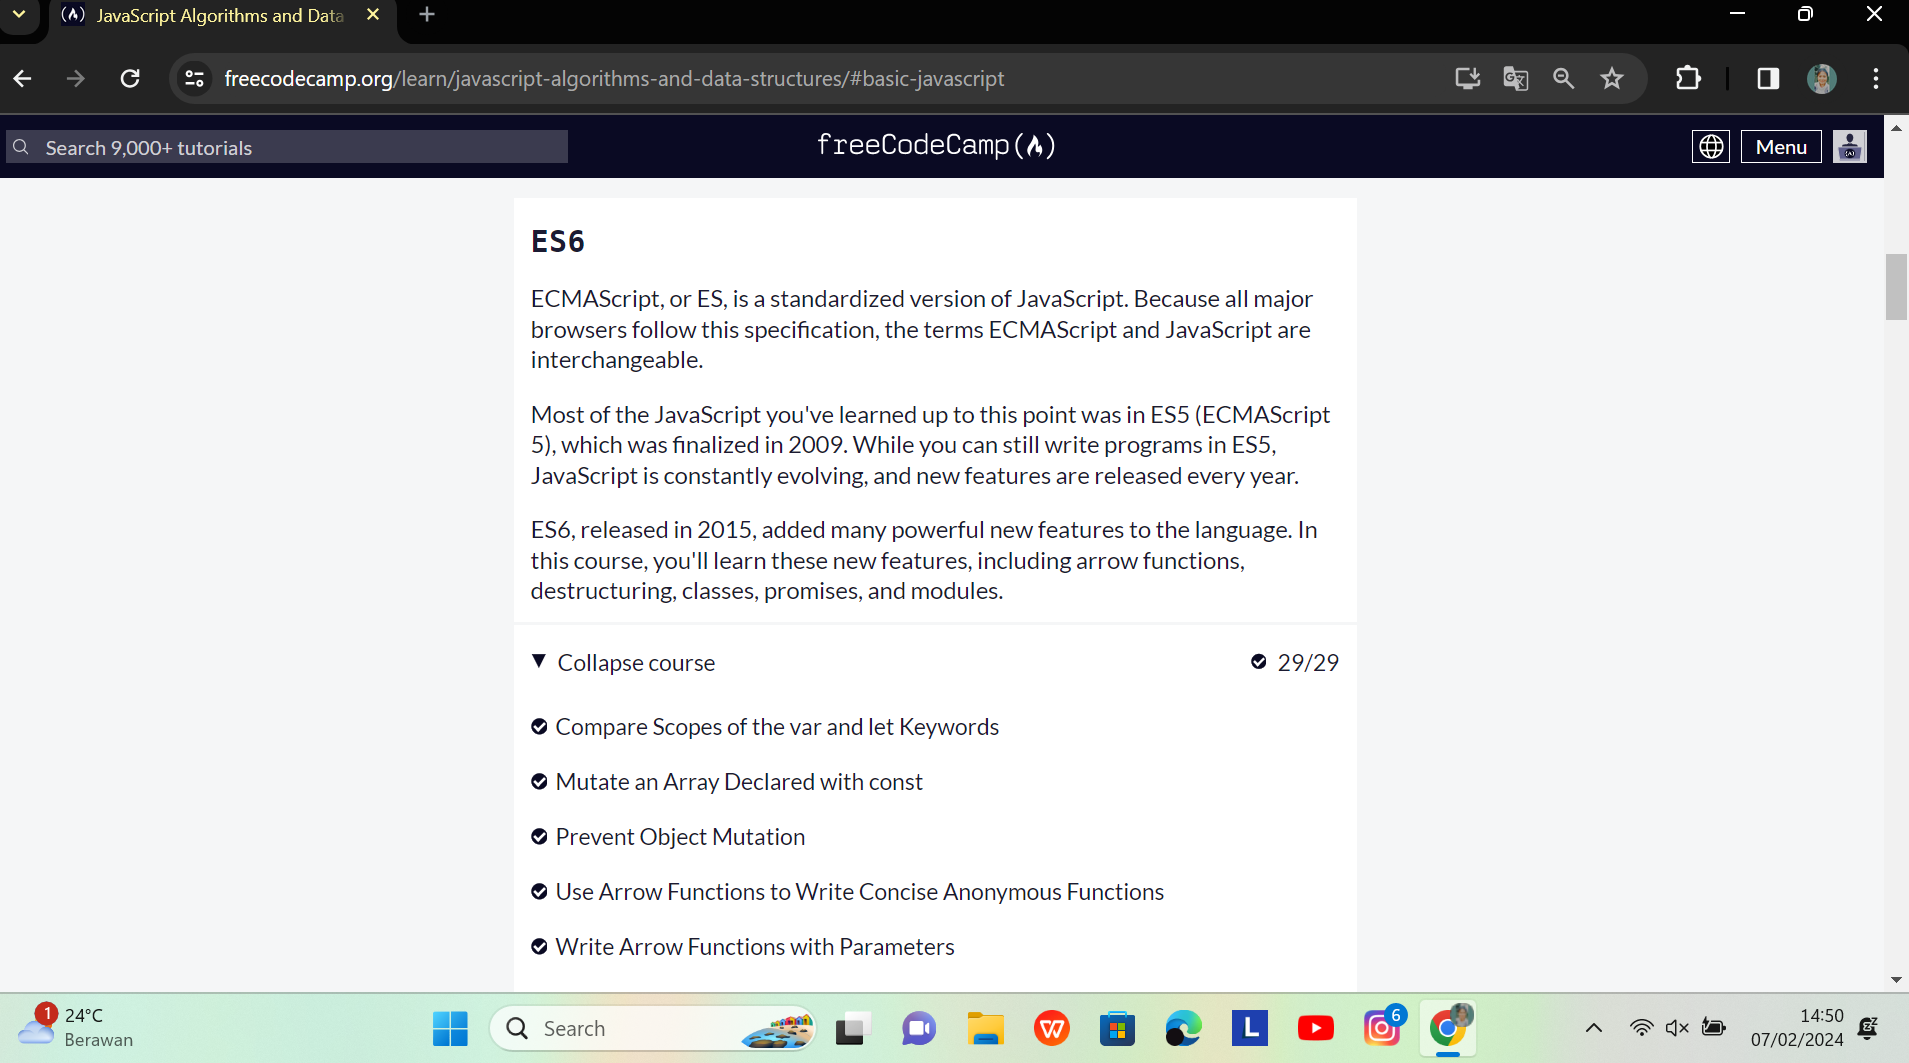 JavaScript Algorithms and Data
freecodecamp.org/learn/javascript-algorithms-and-data-structures/#basic-javascript
Search 9,000+ tutorials
freeCodeCamp
Menu
ES6
ECMAScript, or ES, is a standardized version of JavaScript. Because all major
browsers follow this specification, the terms ECMAScript and JavaScript are
interchangeable.
Most of the JavaScript you've learned up to this point was in ES5 (ECMAScript
5), which was finalized in 2009. While you can still write programs in ES5,
JavaScript is constantly evolving, and new features are released every year.
ES6, released in 2015, added many powerful new features to the language. In
this course, you'll learn these new features, including arrow functions,
destructuring, classes, promises, and modules.
Collapse course 29/29
Compare Scopes of the var and let Keywords
Mutate an Array Declared with const
Prevent Object Mutation
Use Arrow Functions to Write Concise Anonymous Functions
Write Arrow Functions with Parameters
1
24°C
Berawan
Search
L
6
14:50
07/02/2024